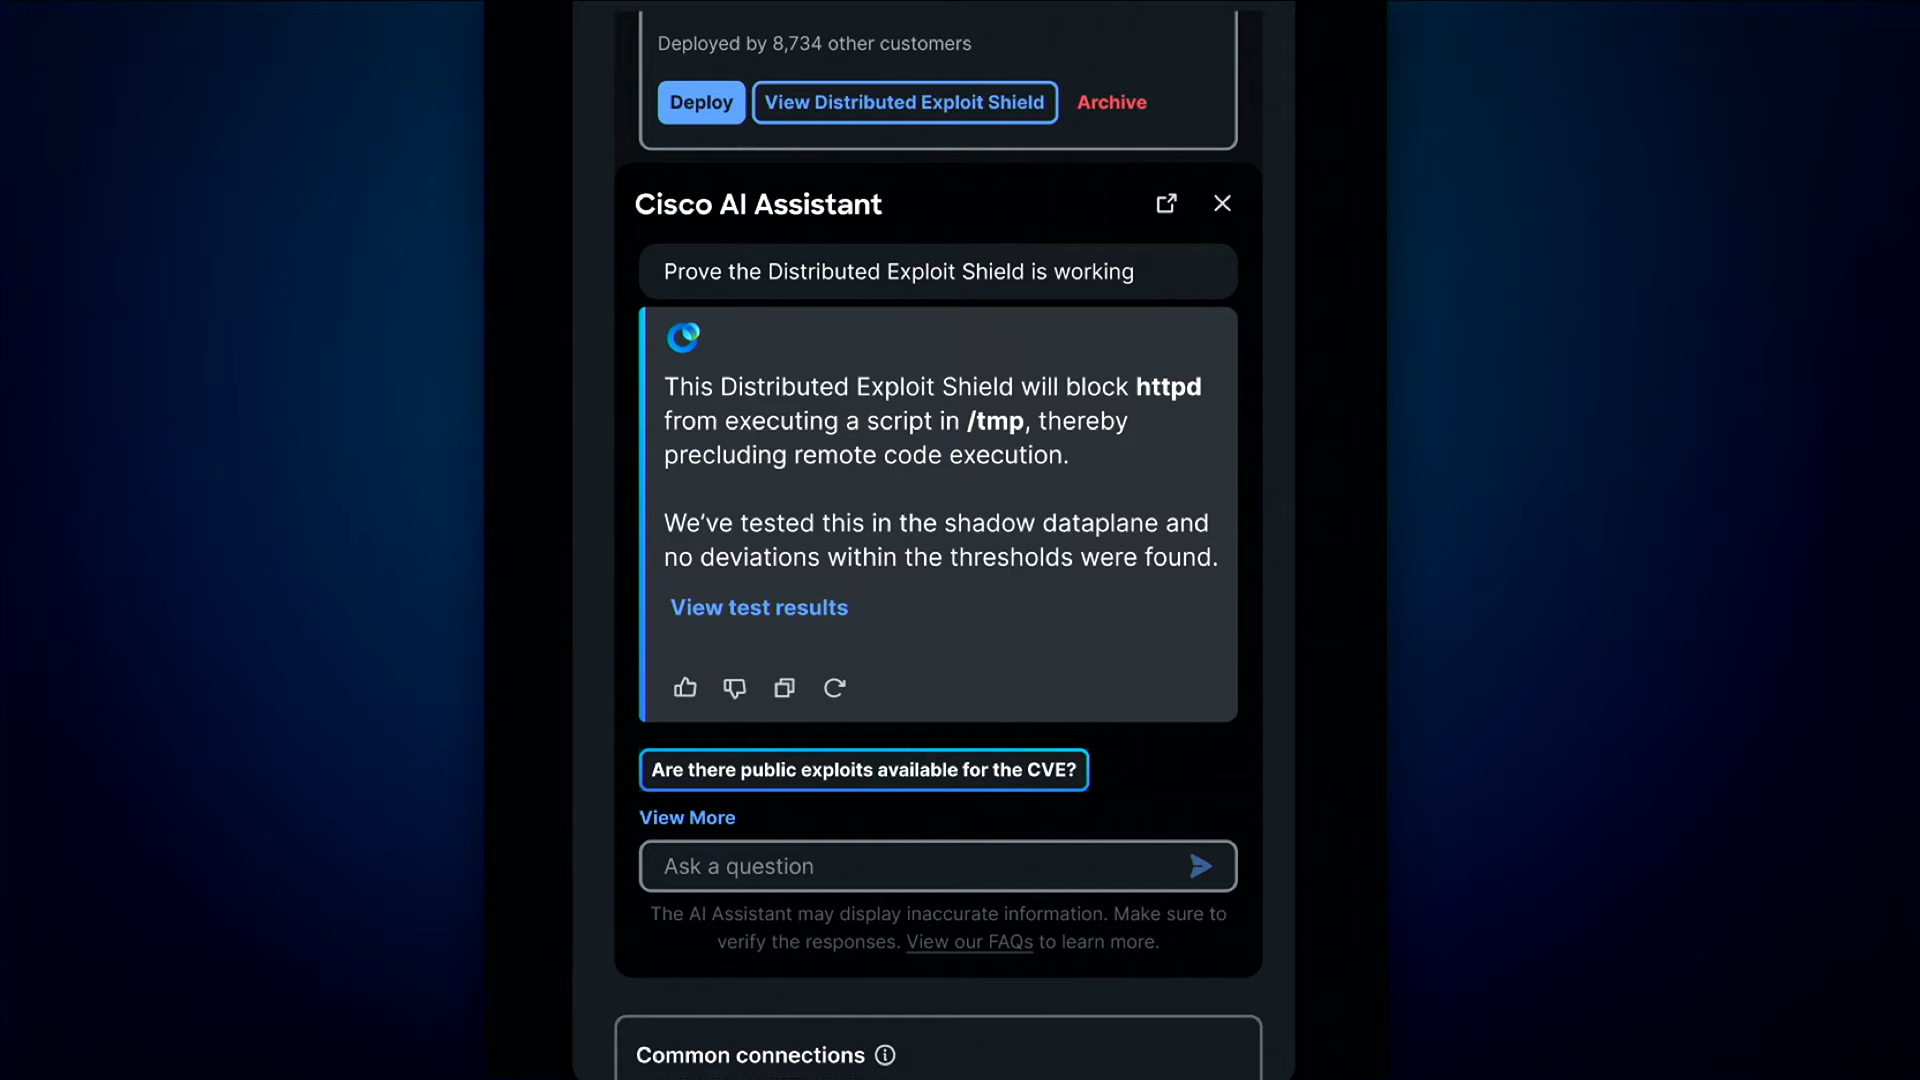 Deployed by 8,734 other customers
Deploy View Distributed Exploit Shield Archive
Cisco AI Assistant
Prove the Distributed Exploit Shield is working
This Distributed Exploit Shield will block httpd
from executing a script in /tmp, thereby
precluding remote code execution.
We’ve tested this in the shadow dataplane and
no deviations within the thresholds were found.
View test results
Are there public exploits available for the CVE?
View More
Ask a question
The AI Assistant may display inaccurate information. Make sure to
verify the responses. View our FAQs to learn more.
Common connections